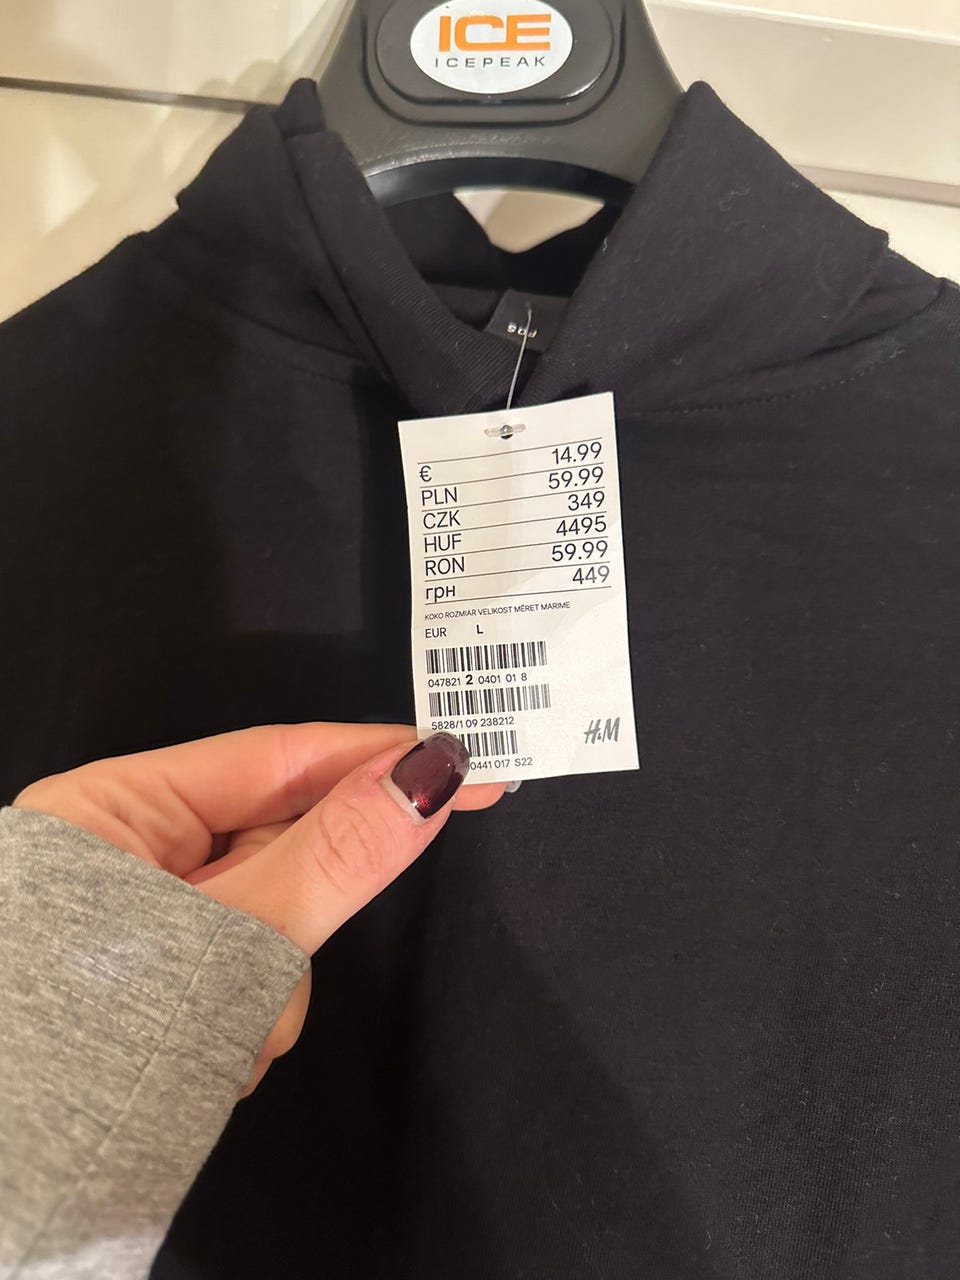 ICE
ICEPEAK
€ 14.99
PLN 59.99
CZK 349
HUF 4495
RON 59.99
грн 449
KOKO ROZMIAR VELIKOST MÉRET MARIME
EUR L
047821 2 0401 01 8
5828/1 09 238212
0441 017 S22
H&M